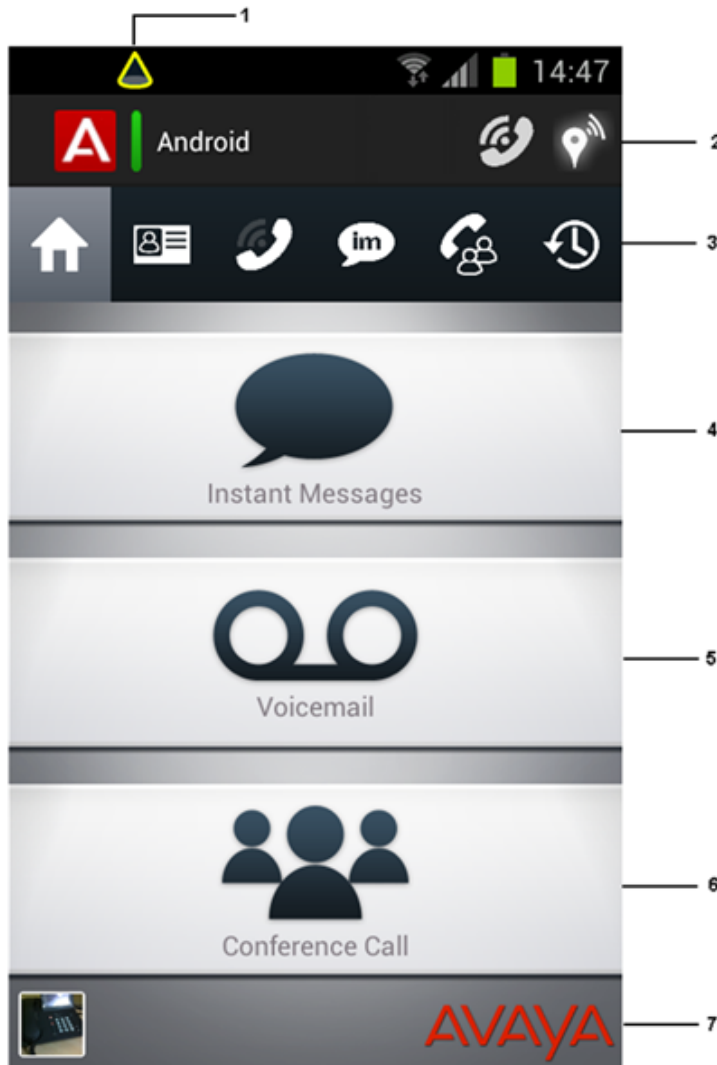 1
14:47
Android
2
im
3
4
Instant Messages
5
Voicemail
6
Conference Call
AVAYA
7